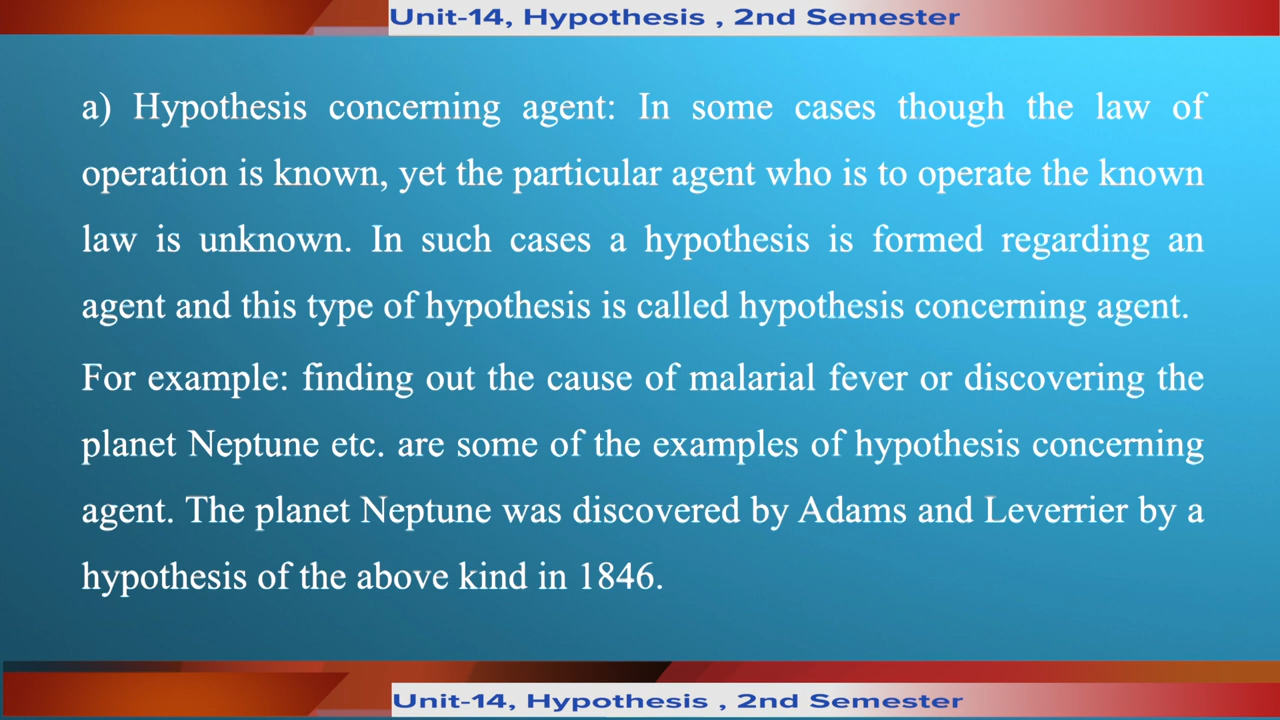 Unit-14, Hypothesis , 2nd Semester
a) Hypothesis concerning agent: In some cases though the law of
operation is known, yet the particular agent who is to operate the known
law is unknown. In such cases a hypothesis is formed regarding an
agent and this type of hypothesis is called hypothesis concerning agent.
For example: finding out the cause of malarial fever or discovering the
planet Neptune etc. are some of the examples of hypothesis concerning
agent. The planet Neptune was discovered by Adams and Leverrier by a
hypothesis of the above kind in 1846.
Unit-14, Hypothesis , 2nd Semester